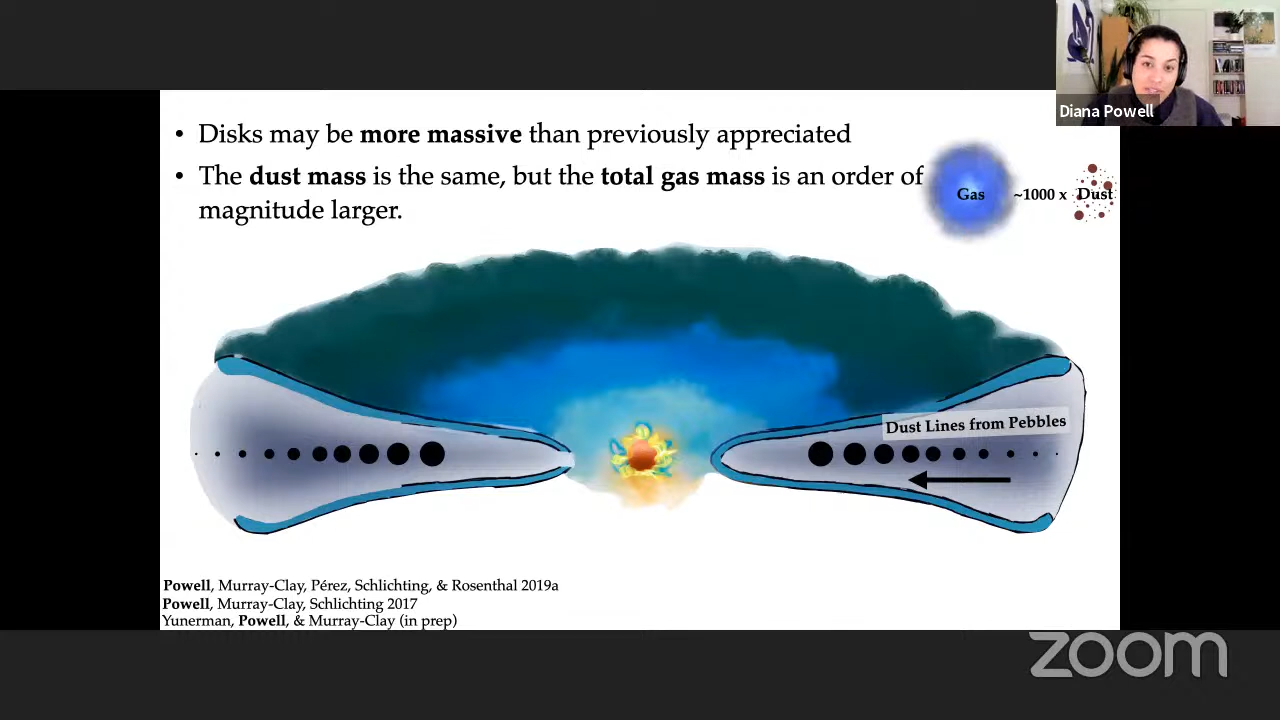 Diana Powell
• Disks may be more massive than previously appreciated
• The dust mass is the same, but the total gas mass is an order of
magnitude larger.
Gas ~1000 x Dust
Dust Lines from Pebbles
Powell, Murray-Clay, Pérez, Schlichting, & Rosenthal 2019a
Powell, Murray-Clay, Schlichting 2017
Yunerman, Powell, & Murray-Clay (in prep)
zoom